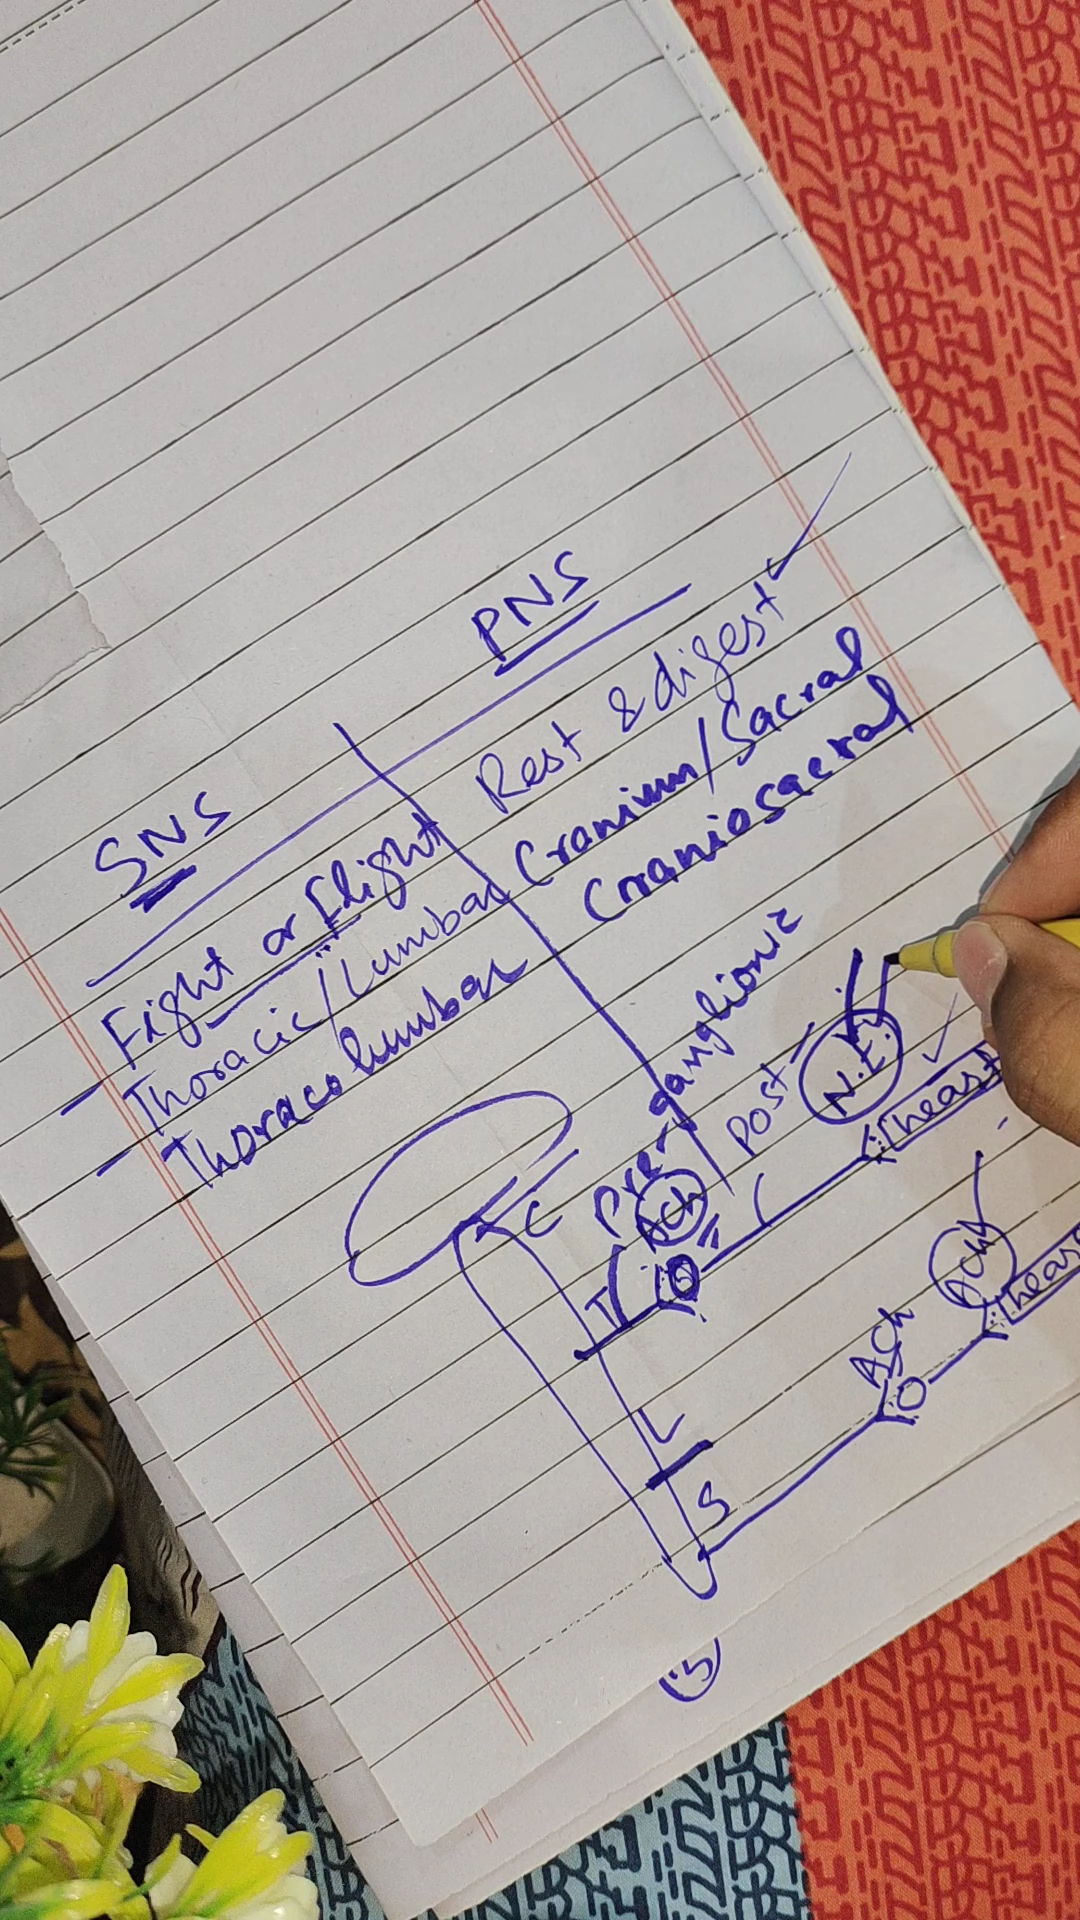 PNS
SNS
Rest & digest
Fight or Flight
Cranium/Sacral
Thoracic/Lumbar
Craniosacral
Thoracolumbar
Pre-ganglionic
Post-
C
ACh
N.E.
heart
T
ACh
ACh
L
S